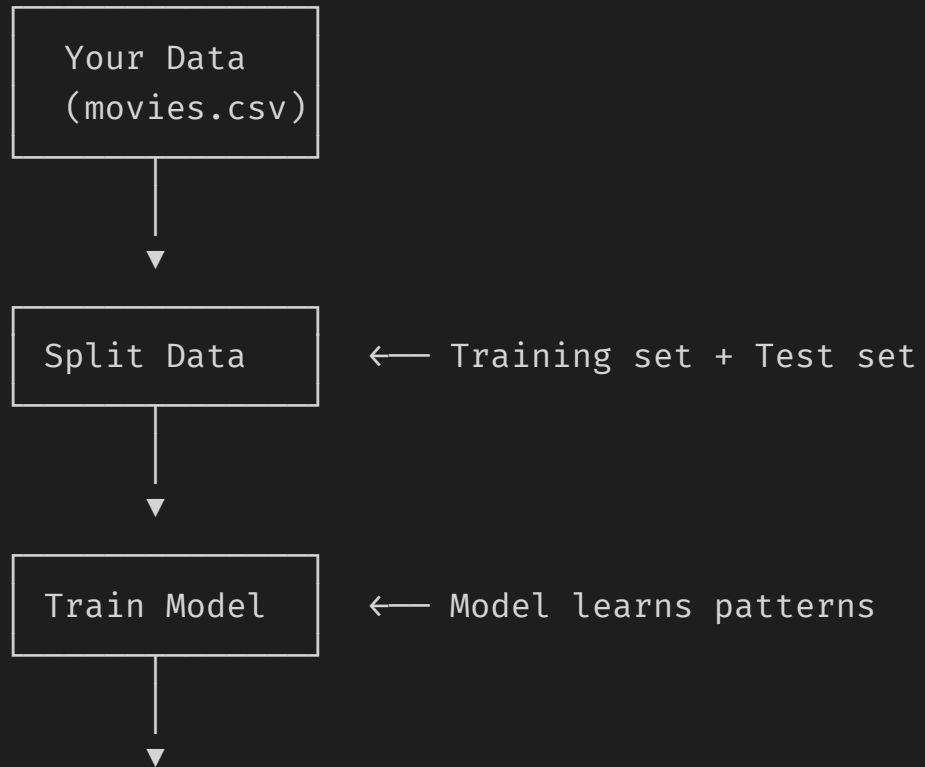 Your Data
(movies.csv)
Split Data ←── Training set + Test set
Train Model ←── Model learns patterns